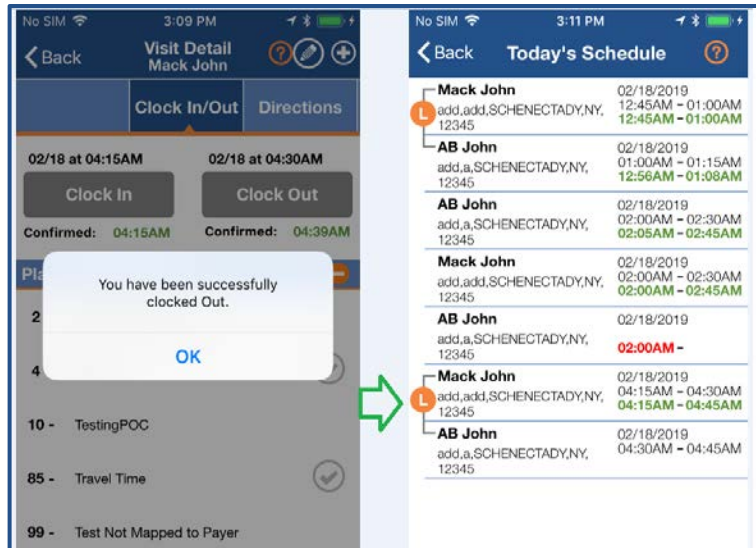 No SIM 3:09 PM
Back
Visit Detail
Mack John
?
Clock In/Out Directions
02/18 at 04:15AM 02/18 at 04:30AM
Clock In Clock Out
Confirmed: 04:15AM Confirmed: 04:39AM
Pla
2
You have been successfully
clocked Out.
OK
4
10 - TestingPOC
85 - Travel Time
99 - Test Not Mapped to Payer
No SIM 3:11 PM
Back Today's Schedule ?
L
Mack John 02/18/2019
add,add,SCHENECTADY,NY, 12:45AM - 01:00AM
12345 12:45AM - 01:00AM
AB John 02/18/2019
add,a,SCHENECTADY,NY, 01:00AM - 01:15AM
12345 12:56AM - 01:08AM
AB John 02/18/2019
add,a,SCHENECTADY,NY, 02:00AM - 02:30AM
12345 02:05AM - 02:45AM
Mack John 02/18/2019
add,add,SCHENECTADY,NY, 02:00AM - 02:30AM
12345 02:00AM - 02:45AM
AB John 02/18/2019
add,a,SCHENECTADY,NY,
12345 02:00AM -
L
Mack John 02/18/2019
add,add,SCHENECTADY,NY, 04:15AM - 04:30AM
12345 04:15AM - 04:45AM
AB John 02/18/2019
add,a,SCHENECTADY,NY, 04:30AM - 04:45AM
12345